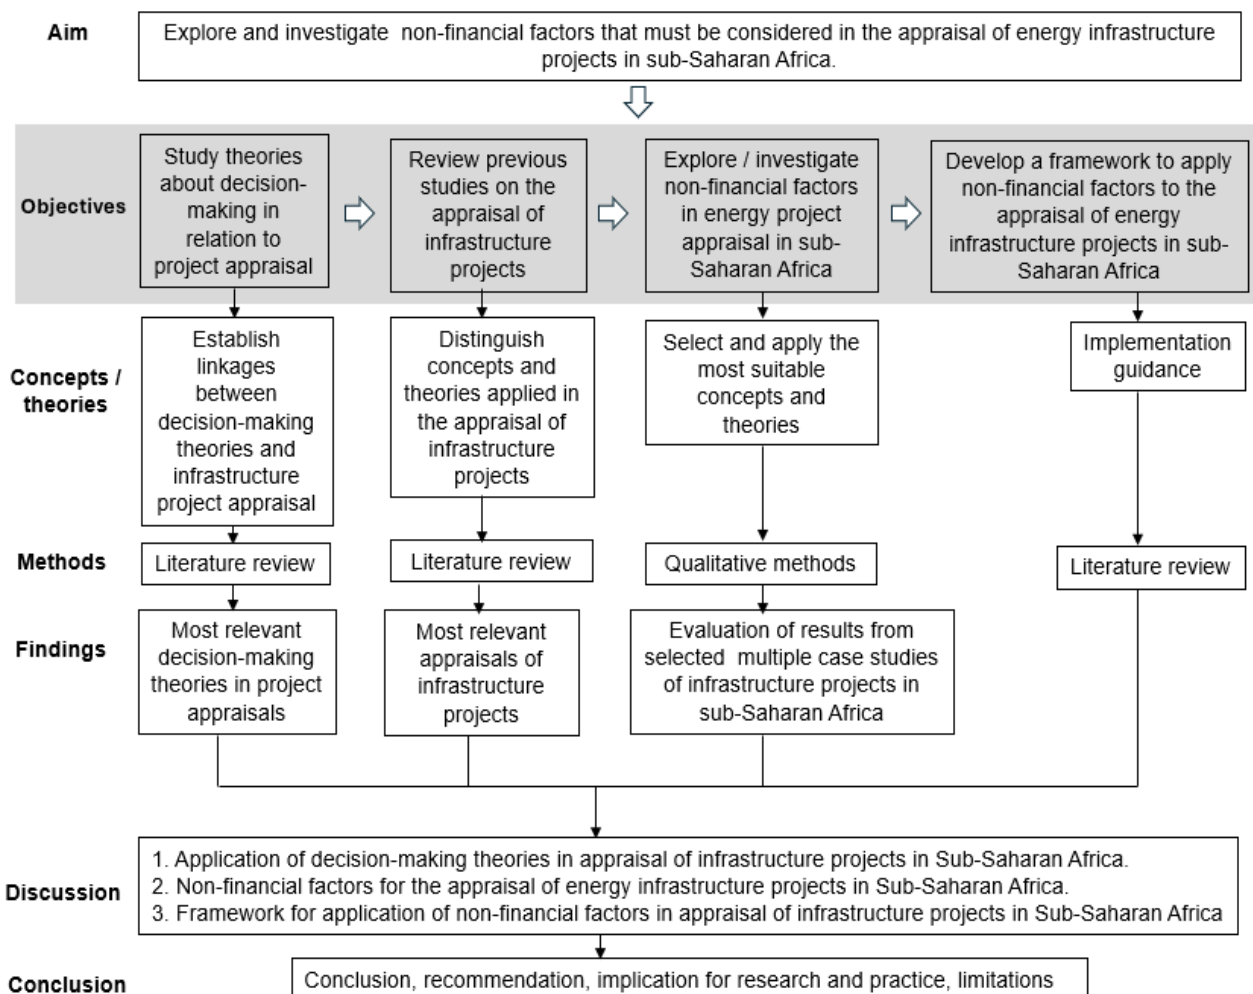 Aim
Explore and investigate  non-financial factors that must be considered in the appraisal of energy infrastructure
projects in sub-Saharan Africa.
Objectives
Study theories
about decision-
making in
relation to
project appraisal
Review previous
studies on the
appraisal of
infrastructure
projects
Explore / investigate
non-financial factors
in energy project
appraisal in sub-
Saharan Africa
Develop a framework to apply
non-financial factors to the
appraisal of energy
infrastructure projects in sub-
Saharan Africa
Concepts /
theories
Establish
linkages
between
decision-making
theories and
infrastructure
project appraisal
Distinguish
concepts and
theories applied in
the appraisal of
infrastructure
projects
Select and apply the
most suitable
concepts and
theories
Implementation
guidance
Methods
Literature review
Literature review
Qualitative methods
Literature review
Findings
Most relevant
decision-making
theories in project
appraisals
Most relevant
appraisals of
infrastructure
projects
Evaluation of results from
selected  multiple case studies
of infrastructure projects in
sub-Saharan Africa
Discussion
1. Application of decision-making theories in appraisal of infrastructure projects in Sub-Saharan Africa.
2. Non-financial factors for the appraisal of energy infrastructure projects in Sub-Saharan Africa.
3. Framework for application of non-financial factors in appraisal of infrastructure projects in Sub-Saharan Africa
Conclusion
Conclusion, recommendation, implication for research and practice, limitations